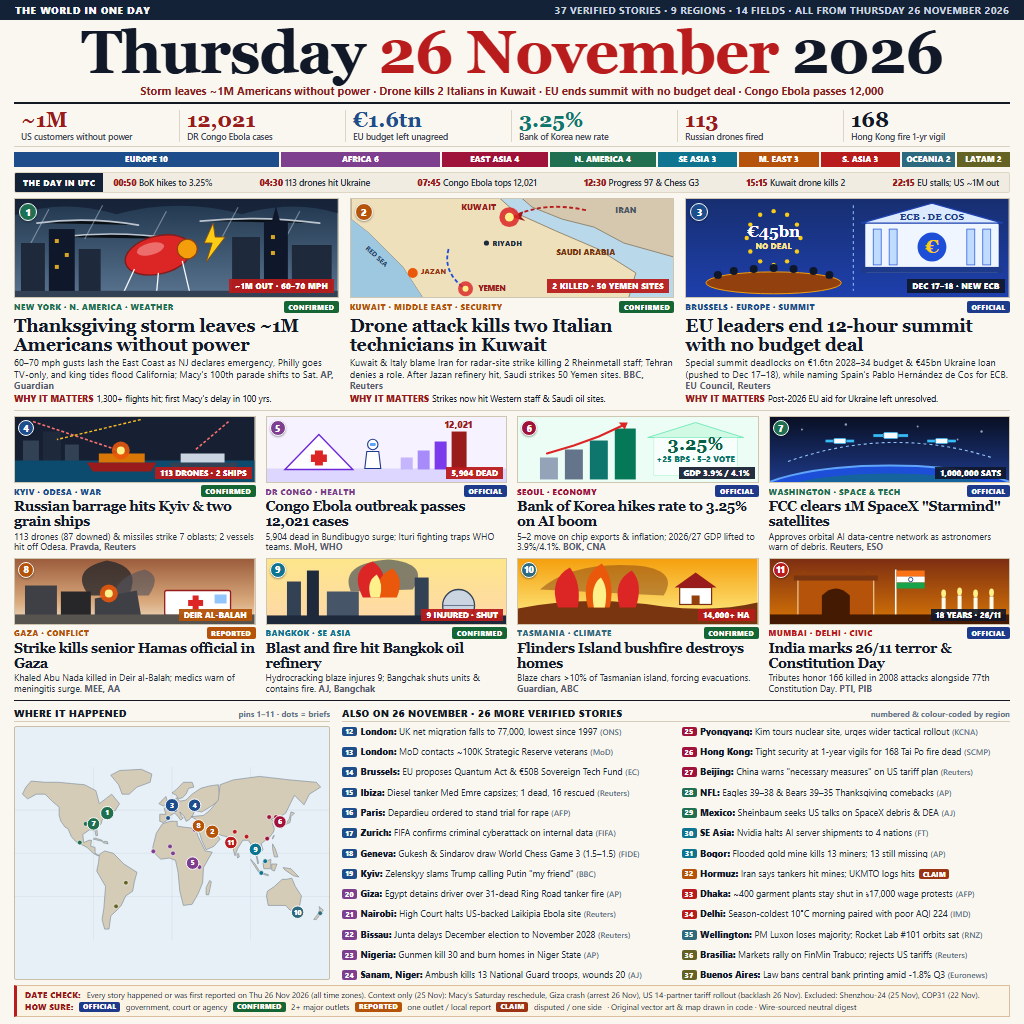 THE WORLD IN ONE DAY
37 VERIFIED STORIES · 9 REGIONS · 14 FIELDS · ALL FROM THURSDAY 26 NOVEMBER 2026
Thursday 26 November 2026
Storm leaves ~1M Americans without power · Drone kills 2 Italians in Kuwait · EU ends summit with no budget deal · Congo Ebola passes 12,000
~1M
US customers without power
12,021
DR Congo Ebola cases
€1.6tn
EU budget left unagreed
3.25%
Bank of Korea new rate
113
Russian drones fired
168
Hong Kong fire 1-yr vigil
EUROPE 10
AFRICA 6
EAST ASIA 4
N. AMERICA 4
SE ASIA 3
M. EAST 3
S. ASIA 3
OCEANIA 2
LATAM 2
THE DAY IN UTC
00:50 BoK hikes to 3.25%
04:30 113 drones hit Ukraine
07:45 Congo Ebola tops 12,021
12:30 Progress 97 & Chess G3
15:15 Kuwait drone kills 2
22:15 EU stalls; US ~1M out
1
~1M OUT · 60-70 MPH
NEW YORK · N. AMERICA · WEATHER
CONFIRMED
Thanksgiving storm leaves ~1M
Americans without power
60–70 mph gusts lash the East Coast as NJ declares emergency, Philly goes
TV-only, and king tides flood California; Macy's 100th parade shifts to Sat. AP,
Guardian
WHY IT MATTERS 1,300+ flights hit; first Macy's delay in 100 yrs.
2
KUWAIT
IRAN
RIYADH
RED SEA
SAUDI ARABIA
JAZAN
YEMEN
2 KILLED · 50 YEMEN SITES
KUWAIT · MIDDLE EAST · SECURITY
CONFIRMED
Drone attack kills two Italian
technicians in Kuwait
Kuwait & Italy blame Iran for radar-site strike killing 2 Rheinmetall staff; Tehran
denies a role. After Jazan refinery hit, Saudi strikes 50 Yemen sites. BBC,
Reuters
WHY IT MATTERS Strikes now hit Western staff & Saudi oil sites.
3
€45bn
NO DEAL
ECB · DE COS
€
DEC 17-18 · NEW ECB
BRUSSELS · EUROPE · SUMMIT
OFFICIAL
EU leaders end 12-hour summit
with no budget deal
Special summit deadlocks on €1.6tn 2028–34 budget & €45bn Ukraine loan
(pushed to Dec 17–18), while naming Spain's Pablo Hernández de Cos for ECB.
EU Council, Reuters
WHY IT MATTERS Post-2026 EU aid for Ukraine left unresolved.
4
113 DRONES · 2 SHIPS
KYIV · ODESA · WAR
CONFIRMED
Russian barrage hits Kyiv & two
grain ships
113 drones (87 downed) & missiles strike 7 oblasts; 2 vessels
hit off Odesa. Pravda, Reuters
5
12,021
5,904 DEAD
DR CONGO · HEALTH
OFFICIAL
Congo Ebola outbreak passes
12,021 cases
5,904 dead in Bundibugyo surge; Ituri fighting traps WHO
teams. MoH, WHO
6
3.25%
+25 BPS · 5-2 VOTE
GDP 3.9% / 4.1%
SEOUL · ECONOMY
OFFICIAL
Bank of Korea hikes rate to 3.25%
on AI boom
5–2 move on chip exports & inflation; 2026/27 GDP lifted to
3.9%/4.1%. BOK, CNA
7
1,000,000 SATS
WASHINGTON · SPACE & TECH
OFFICIAL
FCC clears 1M SpaceX "Starmind"
satellites
Approves orbital AI data-centre network as astronomers
warn of debris. Reuters, ESO
8
DEIR AL-BALAH
GAZA · CONFLICT
REPORTED
Strike kills senior Hamas official in
Gaza
Khaled Abu Nada killed in Deir al-Balah; medics warn of
meningitis surge. MEE, AA
9
9 INJURED · SHUT
BANGKOK · SE ASIA
CONFIRMED
Blast and fire hit Bangkok oil
refinery
Hydrocracking blaze injures 9; Bangchak shuts units &
contains fire. AJ, Bangchak
10
14,000+ HA
TASMANIA · CLIMATE
CONFIRMED
Flinders Island bushfire destroys
homes
Blaze chars >10% of Tasmanian island, forcing evacuations.
Guardian, ABC
11
18 YEARS · 26/11
MUMBAI · DELHI · CIVIC
OFFICIAL
India marks 26/11 terror &
Constitution Day
Tributes honor 166 killed in 2008 attacks alongside 77th
Constitution Day. PTI, PIB
WHERE IT HAPPENED
pins 1–11 · dots = briefs
1
7
3
4
8
2
11
6
9
5
10
ALSO ON 26 NOVEMBER · 26 MORE VERIFIED STORIES
numbered & colour-coded by region
12 London: UK net migration falls to 77,000, lowest since 1997 (ONS)
13 London: MoD contacts ~100K Strategic Reserve veterans (MoD)
14 Brussels: EU proposes Quantum Act & €50B Sovereign Tech Fund (EC)
15 Ibiza: Diesel tanker Med Emre capsizes; 1 dead, 16 rescued (Reuters)
16 Paris: Depardieu ordered to stand trial for rape (AFP)
17 Zurich: FIFA confirms criminal cyberattack on internal data (FIFA)
18 Geneva: Gukesh & Sindarov draw World Chess Game 3 (1.5–1.5) (FIDE)
19 Kyiv: Zelenskyy slams Trump calling Putin "my friend" (BBC)
20 Giza: Egypt detains driver over 31-dead Ring Road tanker fire (AP)
21 Nairobi: High Court halts US-backed Laikipia Ebola site (Reuters)
22 Bissau: Junta delays December election to November 2028 (Reuters)
23 Nigeria: Gunmen kill 30 and burn homes in Niger State (AP)
24 Sanam, Niger: Ambush kills 13 National Guard troops, wounds 20 (AJ)
25 Pyongyang: Kim tours nuclear site, urges wider tactical rollout (KCNA)
26 Hong Kong: Tight security at 1-year vigils for 168 Tai Po fire dead (SCMP)
27 Beijing: China warns "necessary measures" on US tariff plan (Reuters)
28 NFL: Eagles 39–38 & Bears 39–35 Thanksgiving comebacks (AP)
29 Mexico: Sheinbaum seeks US talks on SpaceX debris & DEA (AJ)
30 SE Asia: Nvidia halts AI server shipments to 4 nations (FT)
31 Bogor: Flooded gold mine kills 13 miners; 13 still missing (AP)
32 Hormuz: Iran says tankers hit mines; UKMTO logs hits CLAIM
33 Dhaka: ~400 garment plants stay shut in ৳17,000 wage protests (AFP)
34 Delhi: Season-coldest 10°C morning paired with poor AQI 224 (IMD)
35 Wellington: PM Luxon loses majority; Rocket Lab #101 orbits sat (RNZ)
36 Brasília: Markets rally on FinMin Trabuco; rejects US tariffs (Reuters)
37 Buenos Aires: Law bans central bank printing amid -1.8% Q3 (Euronews)
DATE CHECK: Every story happened or was first reported on Thu 26 Nov 2026 (all time zones). Context only (25 Nov): Macy's Saturday reschedule, Giza crash (arrest 26 Nov), US 14-partner tariff rollout (backlash 26 Nov). Excluded: Shenzhou-24 (25 Nov), COP31 (22 Nov).
HOW SURE: OFFICIAL government, court or agency CONFIRMED 2+ major outlets REPORTED one outlet / local report CLAIM disputed / one side · Original vector art & map drawn in code · Wire-sourced neutral digest